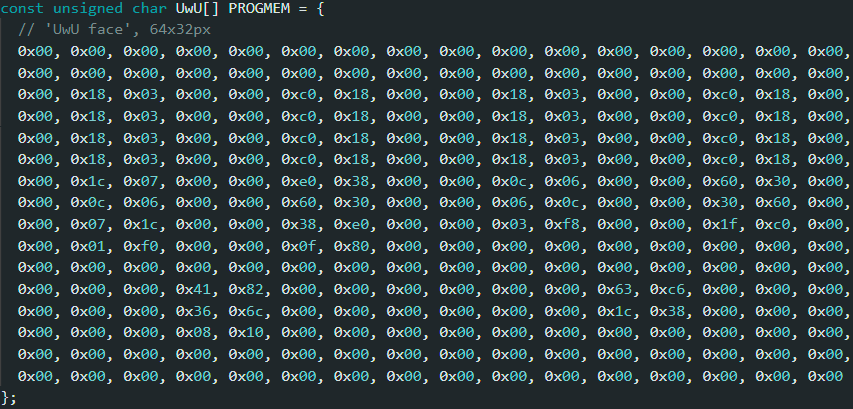 const unsigned char UwU[] PROGMEM = {
// 'UwU face', 64x32px
0x00, 0x00, 0x00, 0x00, 0x00, 0x00, 0x00, 0x00, 0x00, 0x00, 0x00, 0x00, 0x00, 0x00, 0x00, 0x00,
0x00, 0x00, 0x00, 0x00, 0x00, 0x00, 0x00, 0x00, 0x00, 0x00, 0x00, 0x00, 0x00, 0x00, 0x00, 0x00,
0x00, 0x18, 0x03, 0x00, 0x00, 0xc0, 0x18, 0x00, 0x00, 0x18, 0x03, 0x00, 0x00, 0xc0, 0x18, 0x00,
0x00, 0x18, 0x03, 0x00, 0x00, 0xc0, 0x18, 0x00, 0x00, 0x18, 0x03, 0x00, 0x00, 0xc0, 0x18, 0x00,
0x00, 0x18, 0x03, 0x00, 0x00, 0xc0, 0x18, 0x00, 0x00, 0x18, 0x03, 0x00, 0x00, 0xc0, 0x18, 0x00,
0x00, 0x18, 0x03, 0x00, 0x00, 0xc0, 0x18, 0x00, 0x00, 0x18, 0x03, 0x00, 0x00, 0xc0, 0x18, 0x00,
0x00, 0x1c, 0x07, 0x00, 0x00, 0xe0, 0x38, 0x00, 0x00, 0x0c, 0x06, 0x00, 0x00, 0x60, 0x30, 0x00,
0x00, 0x0c, 0x06, 0x00, 0x00, 0x60, 0x30, 0x00, 0x00, 0x06, 0x0c, 0x00, 0x00, 0x30, 0x60, 0x00,
0x00, 0x07, 0x1c, 0x00, 0x00, 0x38, 0xe0, 0x00, 0x00, 0x03, 0xf8, 0x00, 0x00, 0x1f, 0xc0, 0x00,
0x00, 0x01, 0xf0, 0x00, 0x00, 0x0f, 0x80, 0x00, 0x00, 0x00, 0x00, 0x00, 0x00, 0x00, 0x00, 0x00,
0x00, 0x00, 0x00, 0x00, 0x00, 0x00, 0x00, 0x00, 0x00, 0x00, 0x00, 0x00, 0x00, 0x00, 0x00, 0x00,
0x00, 0x00, 0x00, 0x41, 0x82, 0x00, 0x00, 0x00, 0x00, 0x00, 0x00, 0x63, 0xc6, 0x00, 0x00, 0x00,
0x00, 0x00, 0x00, 0x36, 0x6c, 0x00, 0x00, 0x00, 0x00, 0x00, 0x00, 0x1c, 0x38, 0x00, 0x00, 0x00,
0x00, 0x00, 0x00, 0x08, 0x10, 0x00, 0x00, 0x00, 0x00, 0x00, 0x00, 0x00, 0x00, 0x00, 0x00, 0x00,
0x00, 0x00, 0x00, 0x00, 0x00, 0x00, 0x00, 0x00, 0x00, 0x00, 0x00, 0x00, 0x00, 0x00, 0x00, 0x00,
0x00, 0x00, 0x00, 0x00, 0x00, 0x00, 0x00, 0x00, 0x00, 0x00, 0x00, 0x00, 0x00, 0x00, 0x00, 0x00
};